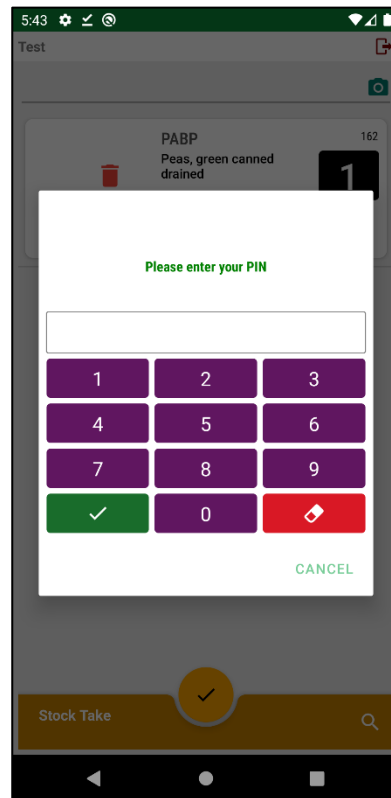 5:43
Test
PABP
162
Peas, green canned
drained
1
Please enter your PIN
1 2 3
4 5 6
7 8 9
0
CANCEL
Stock Take